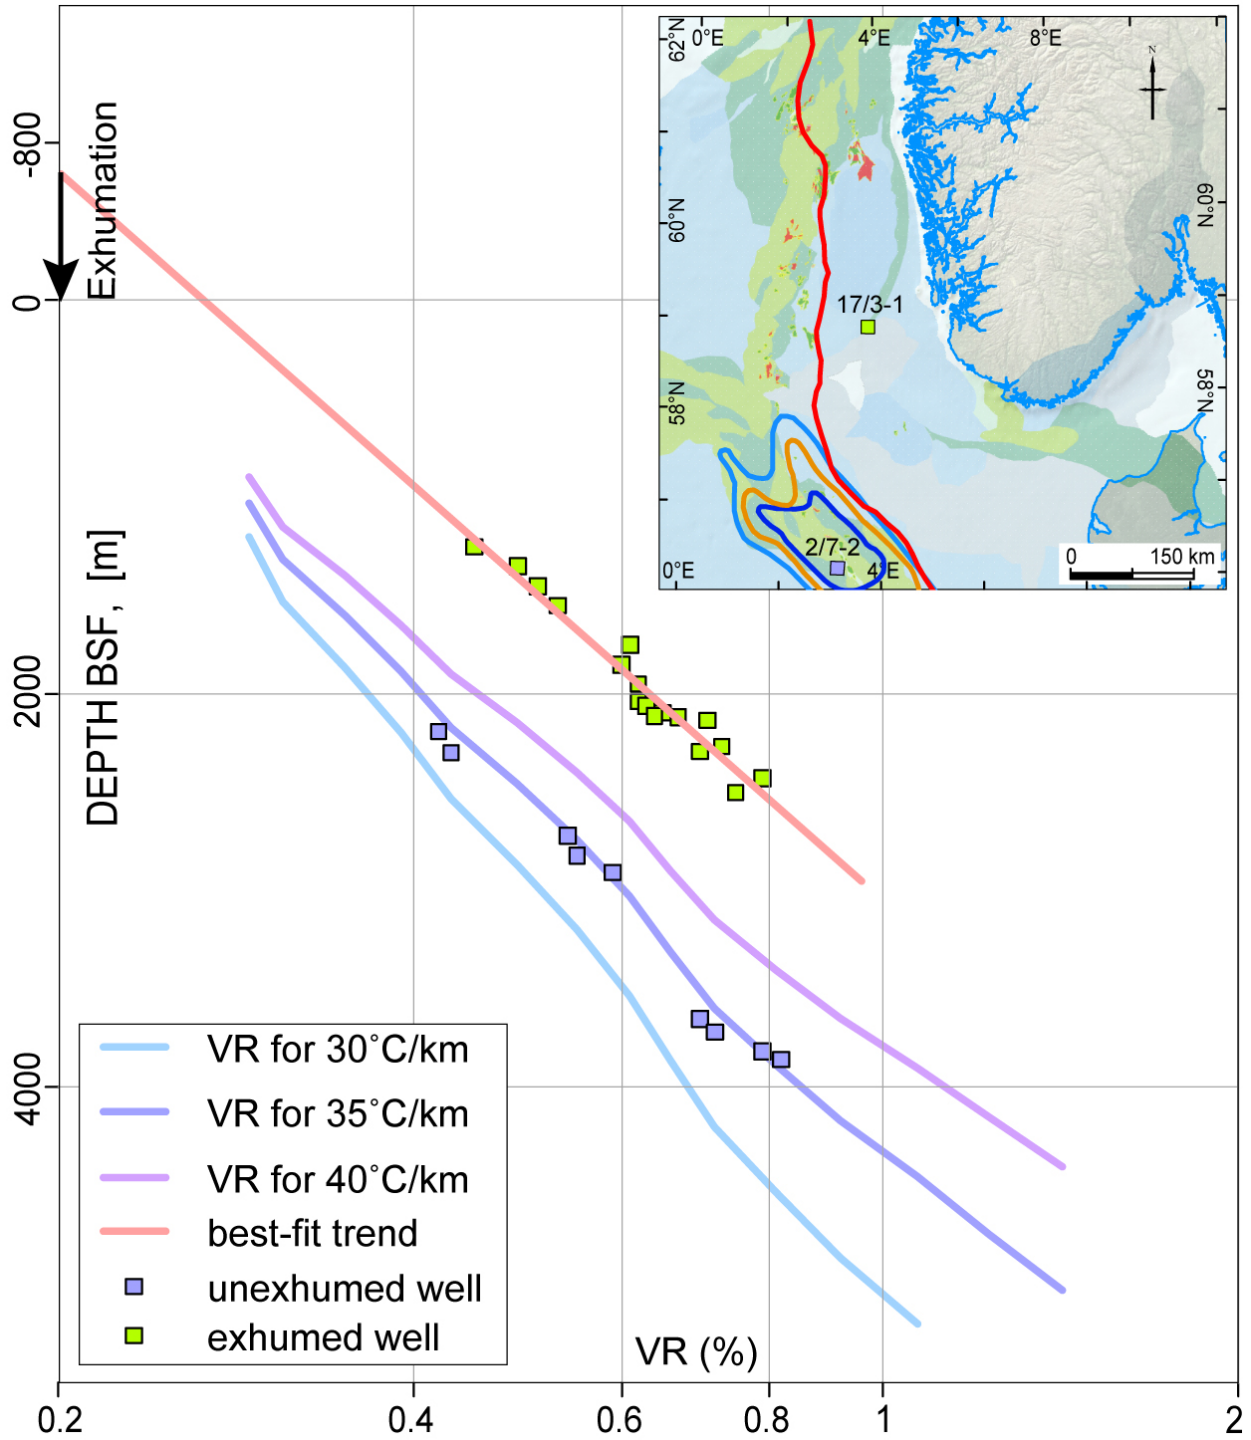 -800
Exhumation
0
DEPTH BSF, [m]
2000
4000
62°N
0°E
4°E
8°E
N
60°N
60°N
17/3-1
58°N
58°N
2/7-2
0°E
4°E
0
150 km
VR for 30°C/km
VR for 35°C/km
VR for 40°C/km
best-fit trend
unexhumed well
exhumed well
VR (%)
0.2
0.4
0.6
0.8
1
2